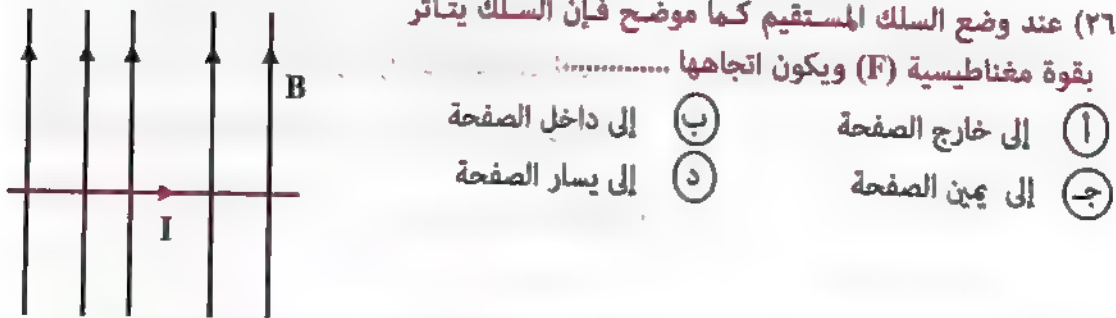 ٢٦) عند وضع السلك المستقيم كما موضح فإن السلك يتأثر
بقوة مغناطيسية (F) ويكون اتجاهها ..............:
أ إلى خارج الصفحة
ب إلى داخل الصفحة
جـ إلى يمين الصفحة
د إلى يسار الصفحة
B
I